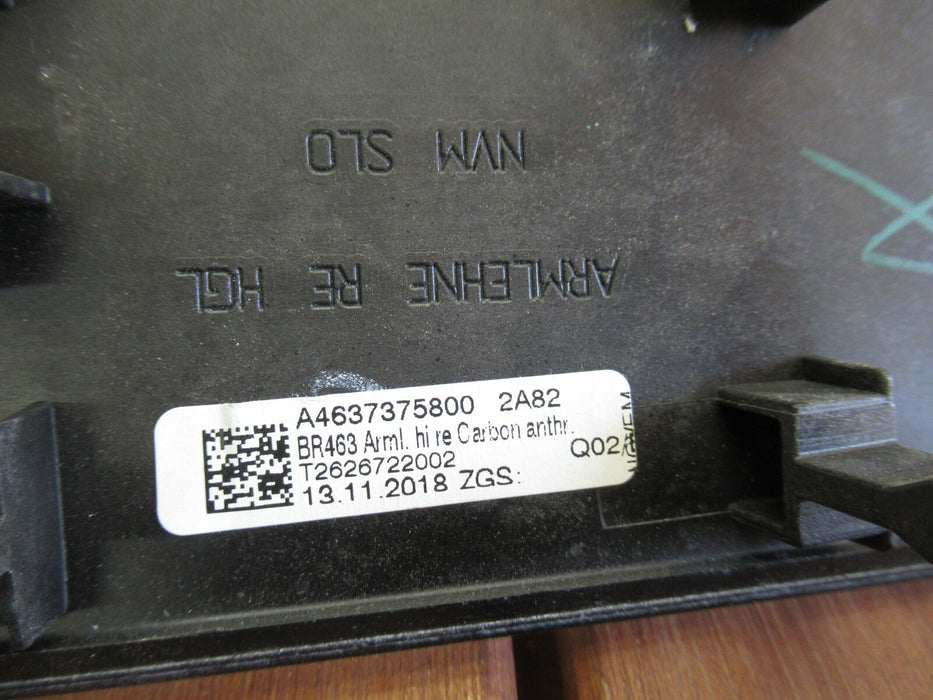 NVM SLO
ARMLEHNE RE HGL
A4637375800 2A82
BR463 Arml. hi re Carbon anthr.
T2626722002 Q02
13.11.2018 ZGS: